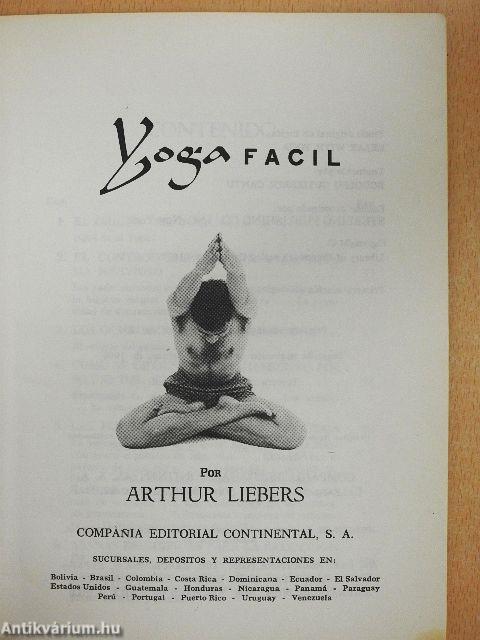 Yoga FACIL
POR
ARTHUR LIEBERS
COMPAÑIA EDITORIAL CONTINENTAL, S. A.
SUCURSALES, DEPOSITOS Y REPRESENTACIONES EN:
Bolivia - Brasil - Colombia - Costa Rica - Dominicana - Ecuador - El Salvador
Estados Unidos - Guatemala - Honduras - Nicaragua - Panamá - Paraguay
Perú - Portugal - Puerto Rico - Uruguay - Venezuela
Antikvárium.hu